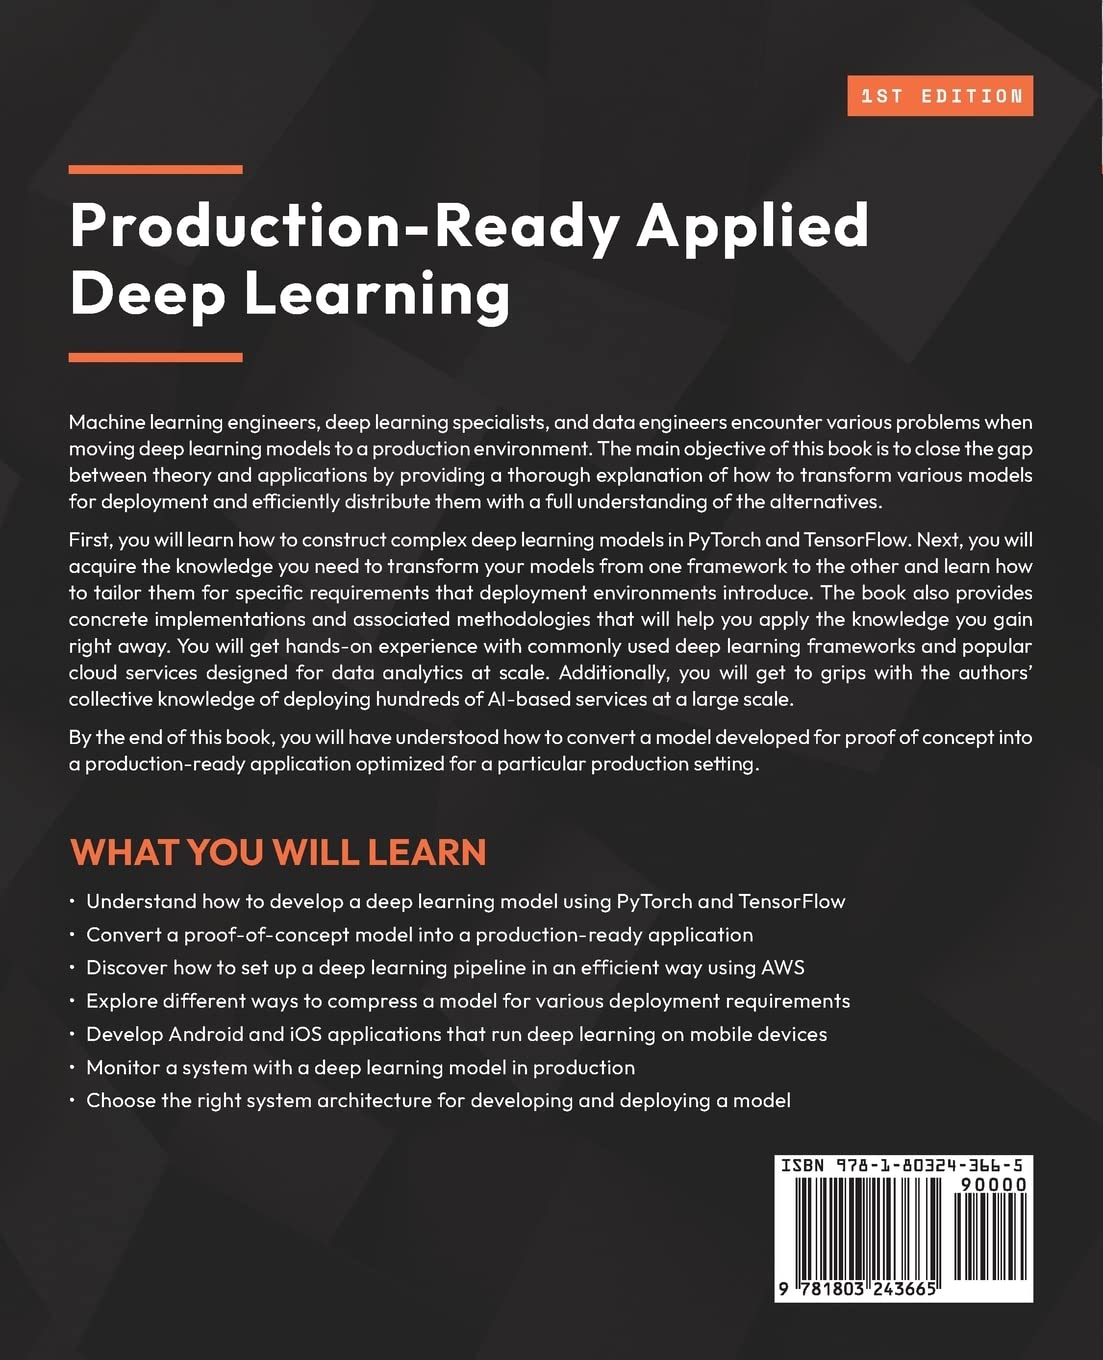 1ST EDITION
Production-Ready Applied
Deep Learning
Machine learning engineers, deep learning specialists, and data engineers encounter various problems when
moving deep learning models to a production environment. The main objective of this book is to close the gap
between theory and applications by providing a thorough explanation of how to transform various models
for deployment and efficiently distribute them with a full understanding of the alternatives.
First, you will learn how to construct complex deep learning models in PyTorch and TensorFlow. Next, you will
acquire the knowledge you need to transform your models from one framework to the other and learn how
to tailor them for specific requirements that deployment environments introduce. The book also provides
concrete implementations and associated methodologies that will help you apply the knowledge you gain
right away. You will get hands-on experience with commonly used deep learning frameworks and popular
cloud services designed for data analytics at scale. Additionally, you will get to grips with the authors’
collective knowledge of deploying hundreds of AI-based services at a large scale.
By the end of this book, you will have understood how to convert a model developed for proof of concept into
a production-ready application optimized for a particular production setting.
WHAT YOU WILL LEARN
• Understand how to develop a deep learning model using PyTorch and TensorFlow
• Convert a proof-of-concept model into a production-ready application
• Discover how to set up a deep learning pipeline in an efficient way using AWS
• Explore different ways to compress a model for various deployment requirements
• Develop Android and iOS applications that run deep learning on mobile devices
• Monitor a system with a deep learning model in production
• Choose the right system architecture for developing and deploying a model
ISBN 978-1-80324-366-5
90000
9 781803 243665